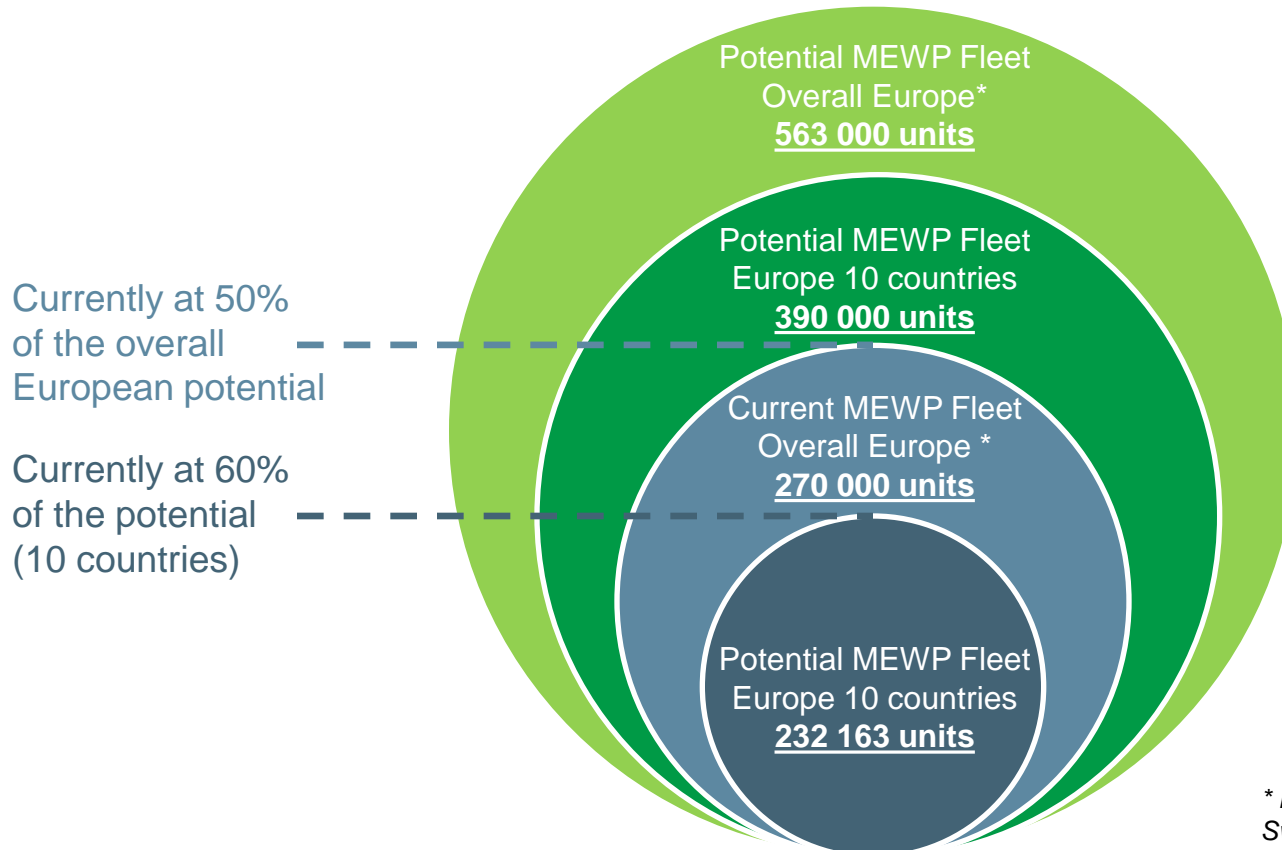 Potential MEWP Fleet
Overall Europe*
563 000 units
Potential MEWP Fleet
Europe 10 countries
390 000 units
Currently at 50%
of the overall
European potential
Current MEWP Fleet
Overall Europe *
270 000 units
Currently at 60%
of the potential
(10 countries)
Potential MEWP Fleet
Europe 10 countries
232 163 units
*